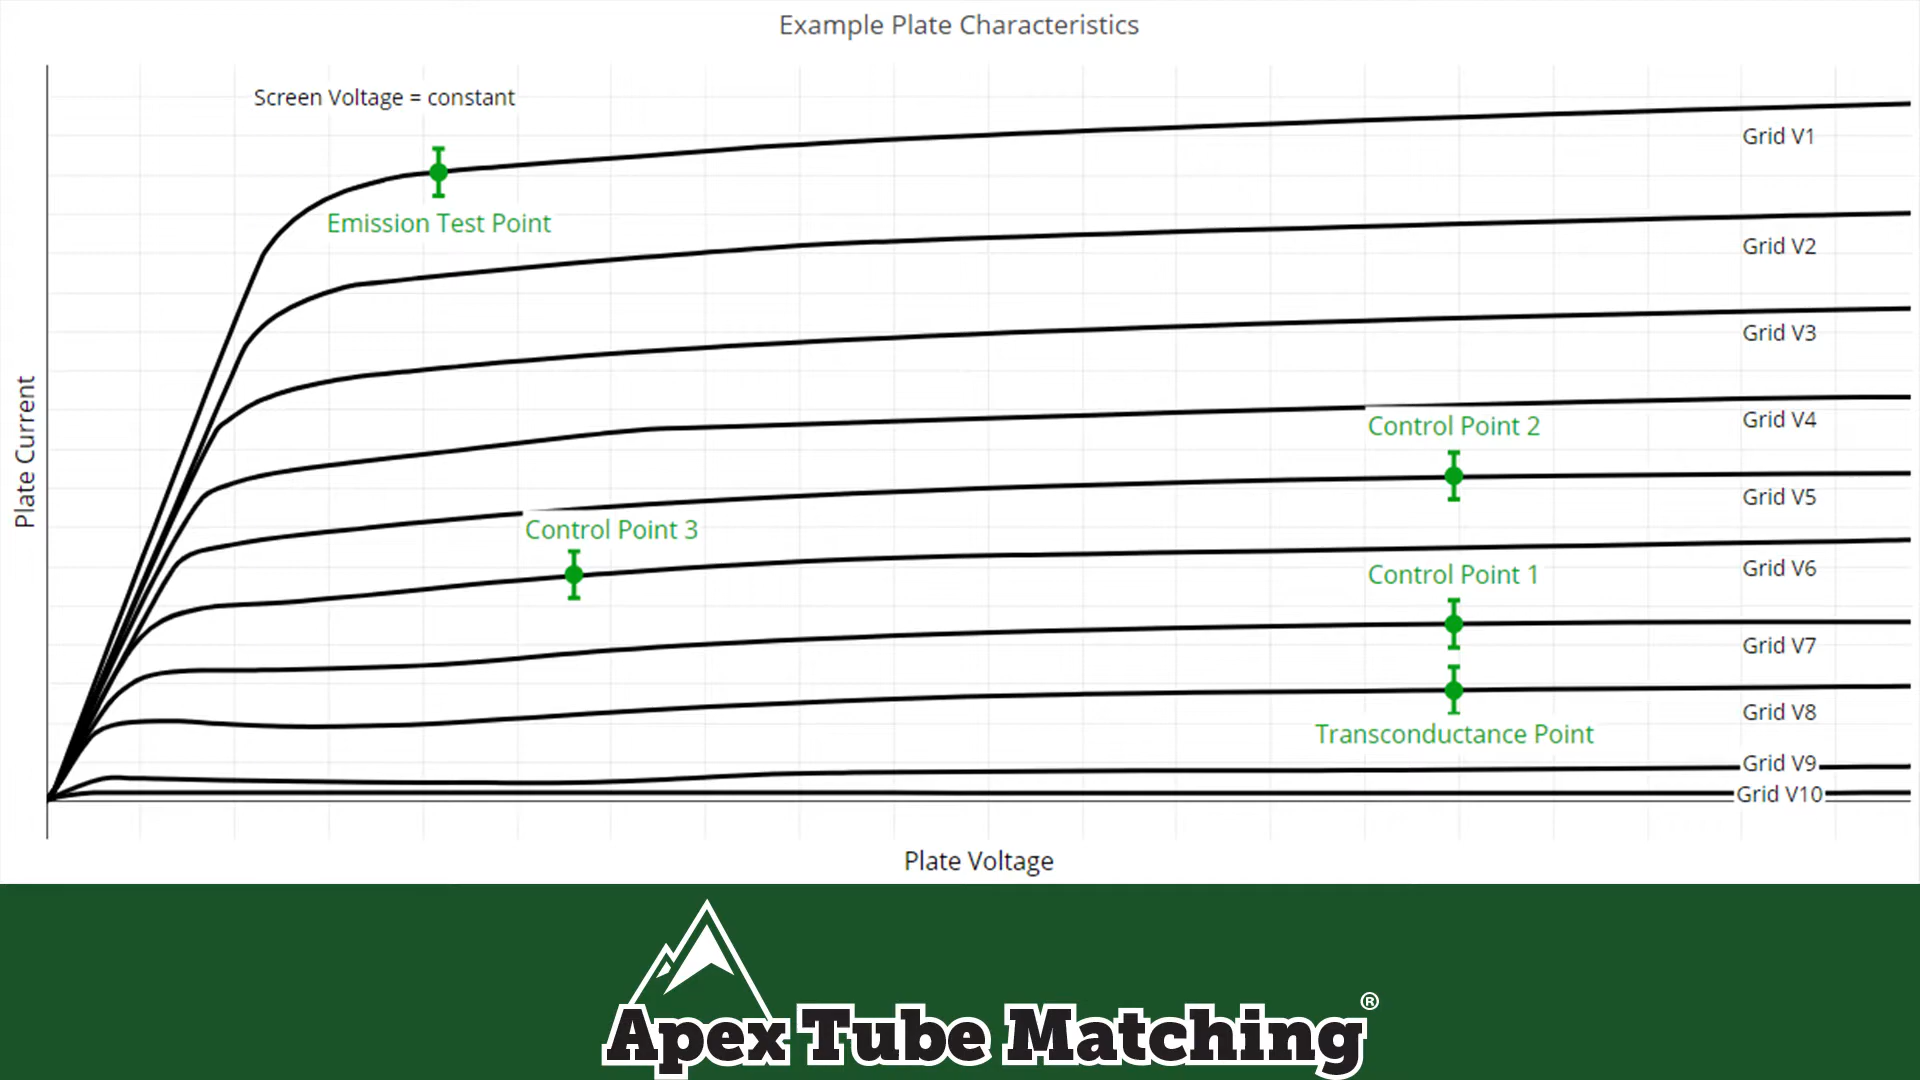 Example Plate Characteristics
Screen Voltage = constant
Grid V1
Emission Test Point
Grid V2
Grid V3
Plate Current
Control Point 2
Grid V4
Grid V5
Control Point 3
Control Point 1
Grid V6
Grid V7
Grid V8
Transconductance Point
Grid V9
Grid V10
Plate Voltage
Apex Tube Matching®